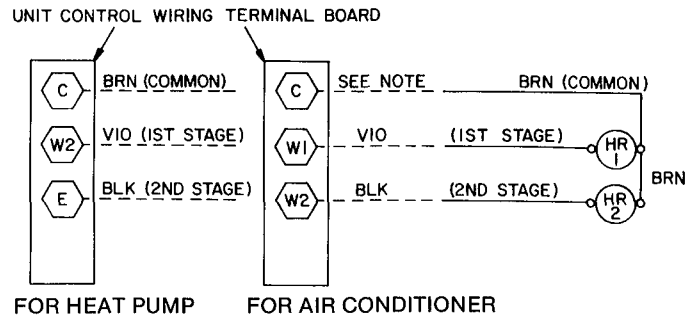 UNIT CONTROL WIRING TERMINAL BOARD
C BRN (COMMON) C SEE NOTE BRN (COMMON)
W2 VIO (1ST STAGE) W1 VIO (1ST STAGE) HR 1
BRN
E BLK (2ND STAGE) W2 BLK (2ND STAGE) HR 2
FOR HEAT PUMP FOR AIR CONDITIONER